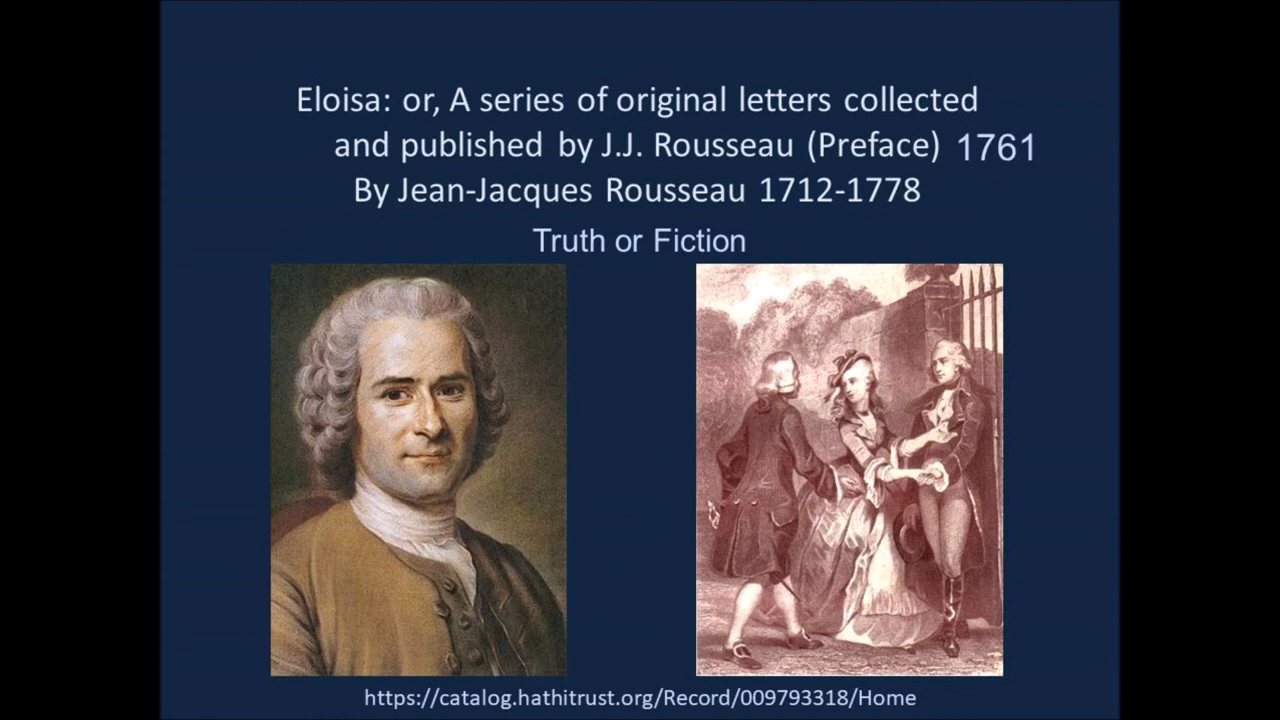 Eloisa: or, A series of original letters collected
and published by J.J. Rousseau (Preface) 1761
By Jean-Jacques Rousseau 1712-1778
Truth or Fiction
https://catalog.hathitrust.org/Record/009793318/Home